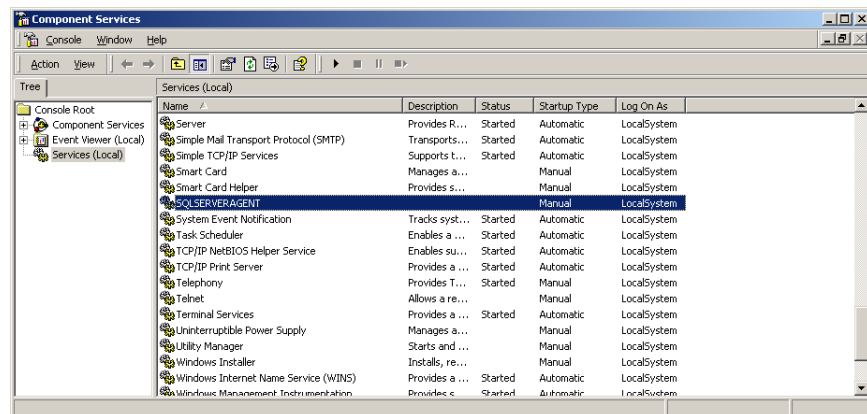 Component Services
Console Window Help
Action View
Tree
Services (Local)
Console Root
Component Services
Event Viewer (Local)
Services (Local)
Name Description Status Startup Type Log On As
Server Provides R... Started Automatic LocalSystem
Simple Mail Transport Protocol (SMTP) Transports... Started Automatic LocalSystem
Simple TCP/IP Services Supports t... Started Automatic LocalSystem
Smart Card Manages a... Manual LocalSystem
Smart Card Helper Provides s... Manual LocalSystem
SQLSERVERAGENT Manual LocalSystem
System Event Notification Tracks syst... Started Automatic LocalSystem
Task Scheduler Enables a ... Started Automatic LocalSystem
TCP/IP NetBIOS Helper Service Enables su... Started Automatic LocalSystem
TCP/IP Print Server Provides a ... Started Automatic LocalSystem
Telephony Provides T... Started Manual LocalSystem
Telnet Allows a re... Manual LocalSystem
Terminal Services Provides a ... Started Automatic LocalSystem
Uninterruptible Power Supply Manages a... Manual LocalSystem
Utility Manager Starts and ... Manual LocalSystem
Windows Installer Installs, re... Manual LocalSystem
Windows Internet Name Service (WINS) Provides a ... Started Automatic LocalSystem
Windows Management Instrumentation Provides s... Started Automatic LocalSystem